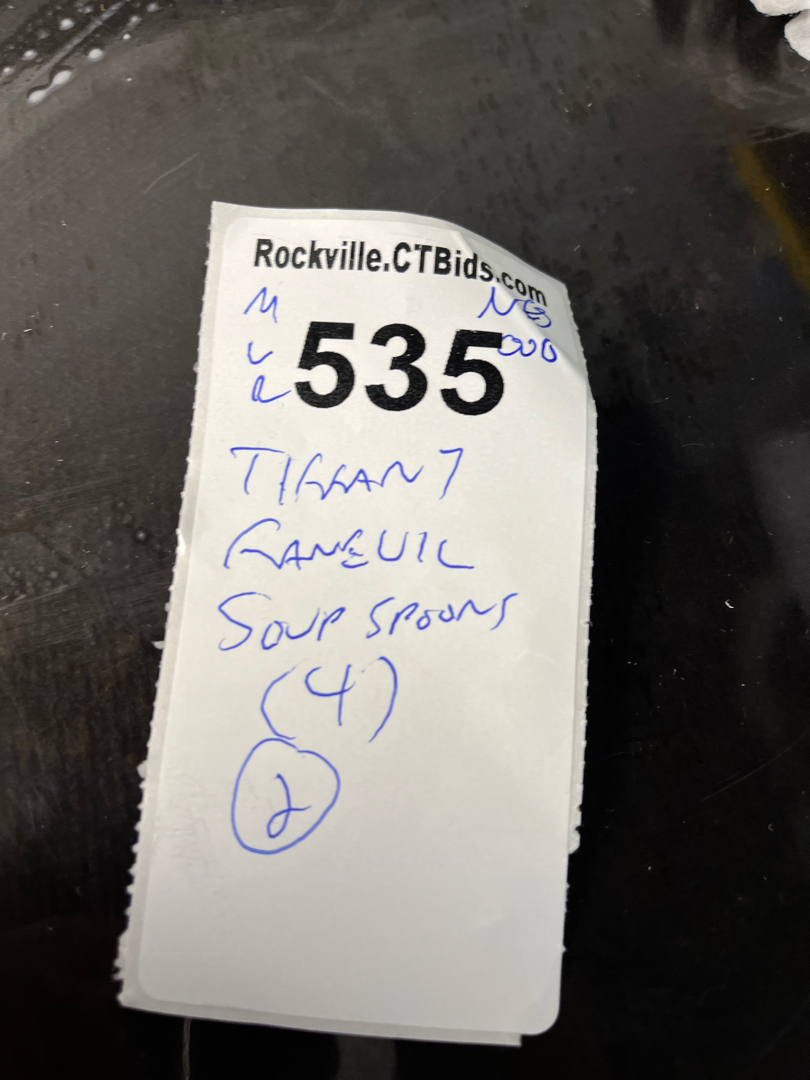 Rockville.CTBids.com
M
V
R
535
TIFFANY
FANEUIL
SOUP SPOONS
(4)
2